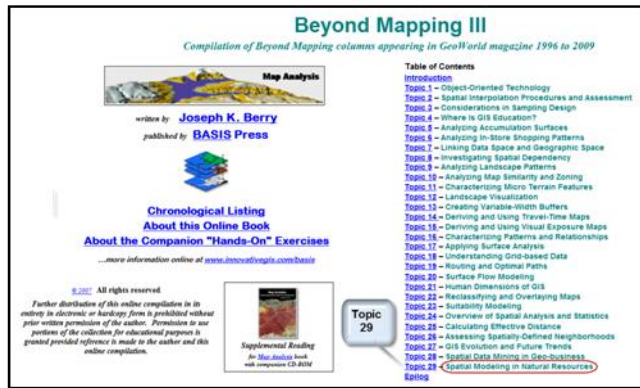 Beyond Mapping III
Compilation of Beyond Mapping columns appearing in GeoWorld magazine 1996 to 2009
Map Analysis
written by Joseph K. Berry
published by BASIS Press
Chronological Listing
About this Online Book
About the Companion "Hands-On" Exercises
...more information online at www.innovativegis.com/basis
© 2007 All rights reserved.
Further distribution of this online compilation in its
entirety in electronic or hardcopy form is prohibited without
prior written permission of the author. Permission to use
portions of the collection for educational purposes is
granted provided reference is made to the author and this
online compilation.
Supplemental Reading
for Map Analysis book
with companion CD-ROM
Table of Contents
Introduction
Topic 1 – Object-Oriented Technology
Topic 2 – Spatial Interpolation Procedures and Assessment
Topic 3 – Considerations in Sampling Design
Topic 4 – Where Is GIS Education?
Topic 5 – Analyzing Accumulation Surfaces
Topic 6 – Analyzing In-Store Shopping Patterns
Topic 7 – Linking Data Space and Geographic Space
Topic 8 – Investigating Spatial Dependency
Topic 9 – Analyzing Landscape Patterns
Topic 10 – Analyzing Map Similarity and Zoning
Topic 11 – Characterizing Micro Terrain Features
Topic 12 – Landscape Visualization
Topic 13 – Creating Variable-Width Buffers
Topic 14 – Deriving and Using Travel-Time Maps
Topic 15 – Deriving and Using Visual Exposure Maps
Topic 16 – Characterizing Patterns and Relationships
Topic 17 – Applying Surface Analysis
Topic 18 – Understanding Grid-based Data
Topic 19 – Routing and Optimal Paths
Topic 20 – Surface Flow Modeling
Topic 21 – Human Dimensions of GIS
Topic 22 – Reclassifying and Overlaying Maps
Topic 23 – Suitability Modeling
Topic 24 – Overview of Spatial Analysis and Statistics
Topic 25 – Calculating Effective Distance
Topic 26 – Assessing Spatially-Defined Neighborhoods
Topic 27 – GIS Evolution and Future Trends
Topic 28 – Spatial Data Mining in Geo-business
Topic 29 – Spatial Modeling in Natural Resources
Epilog
Topic
29